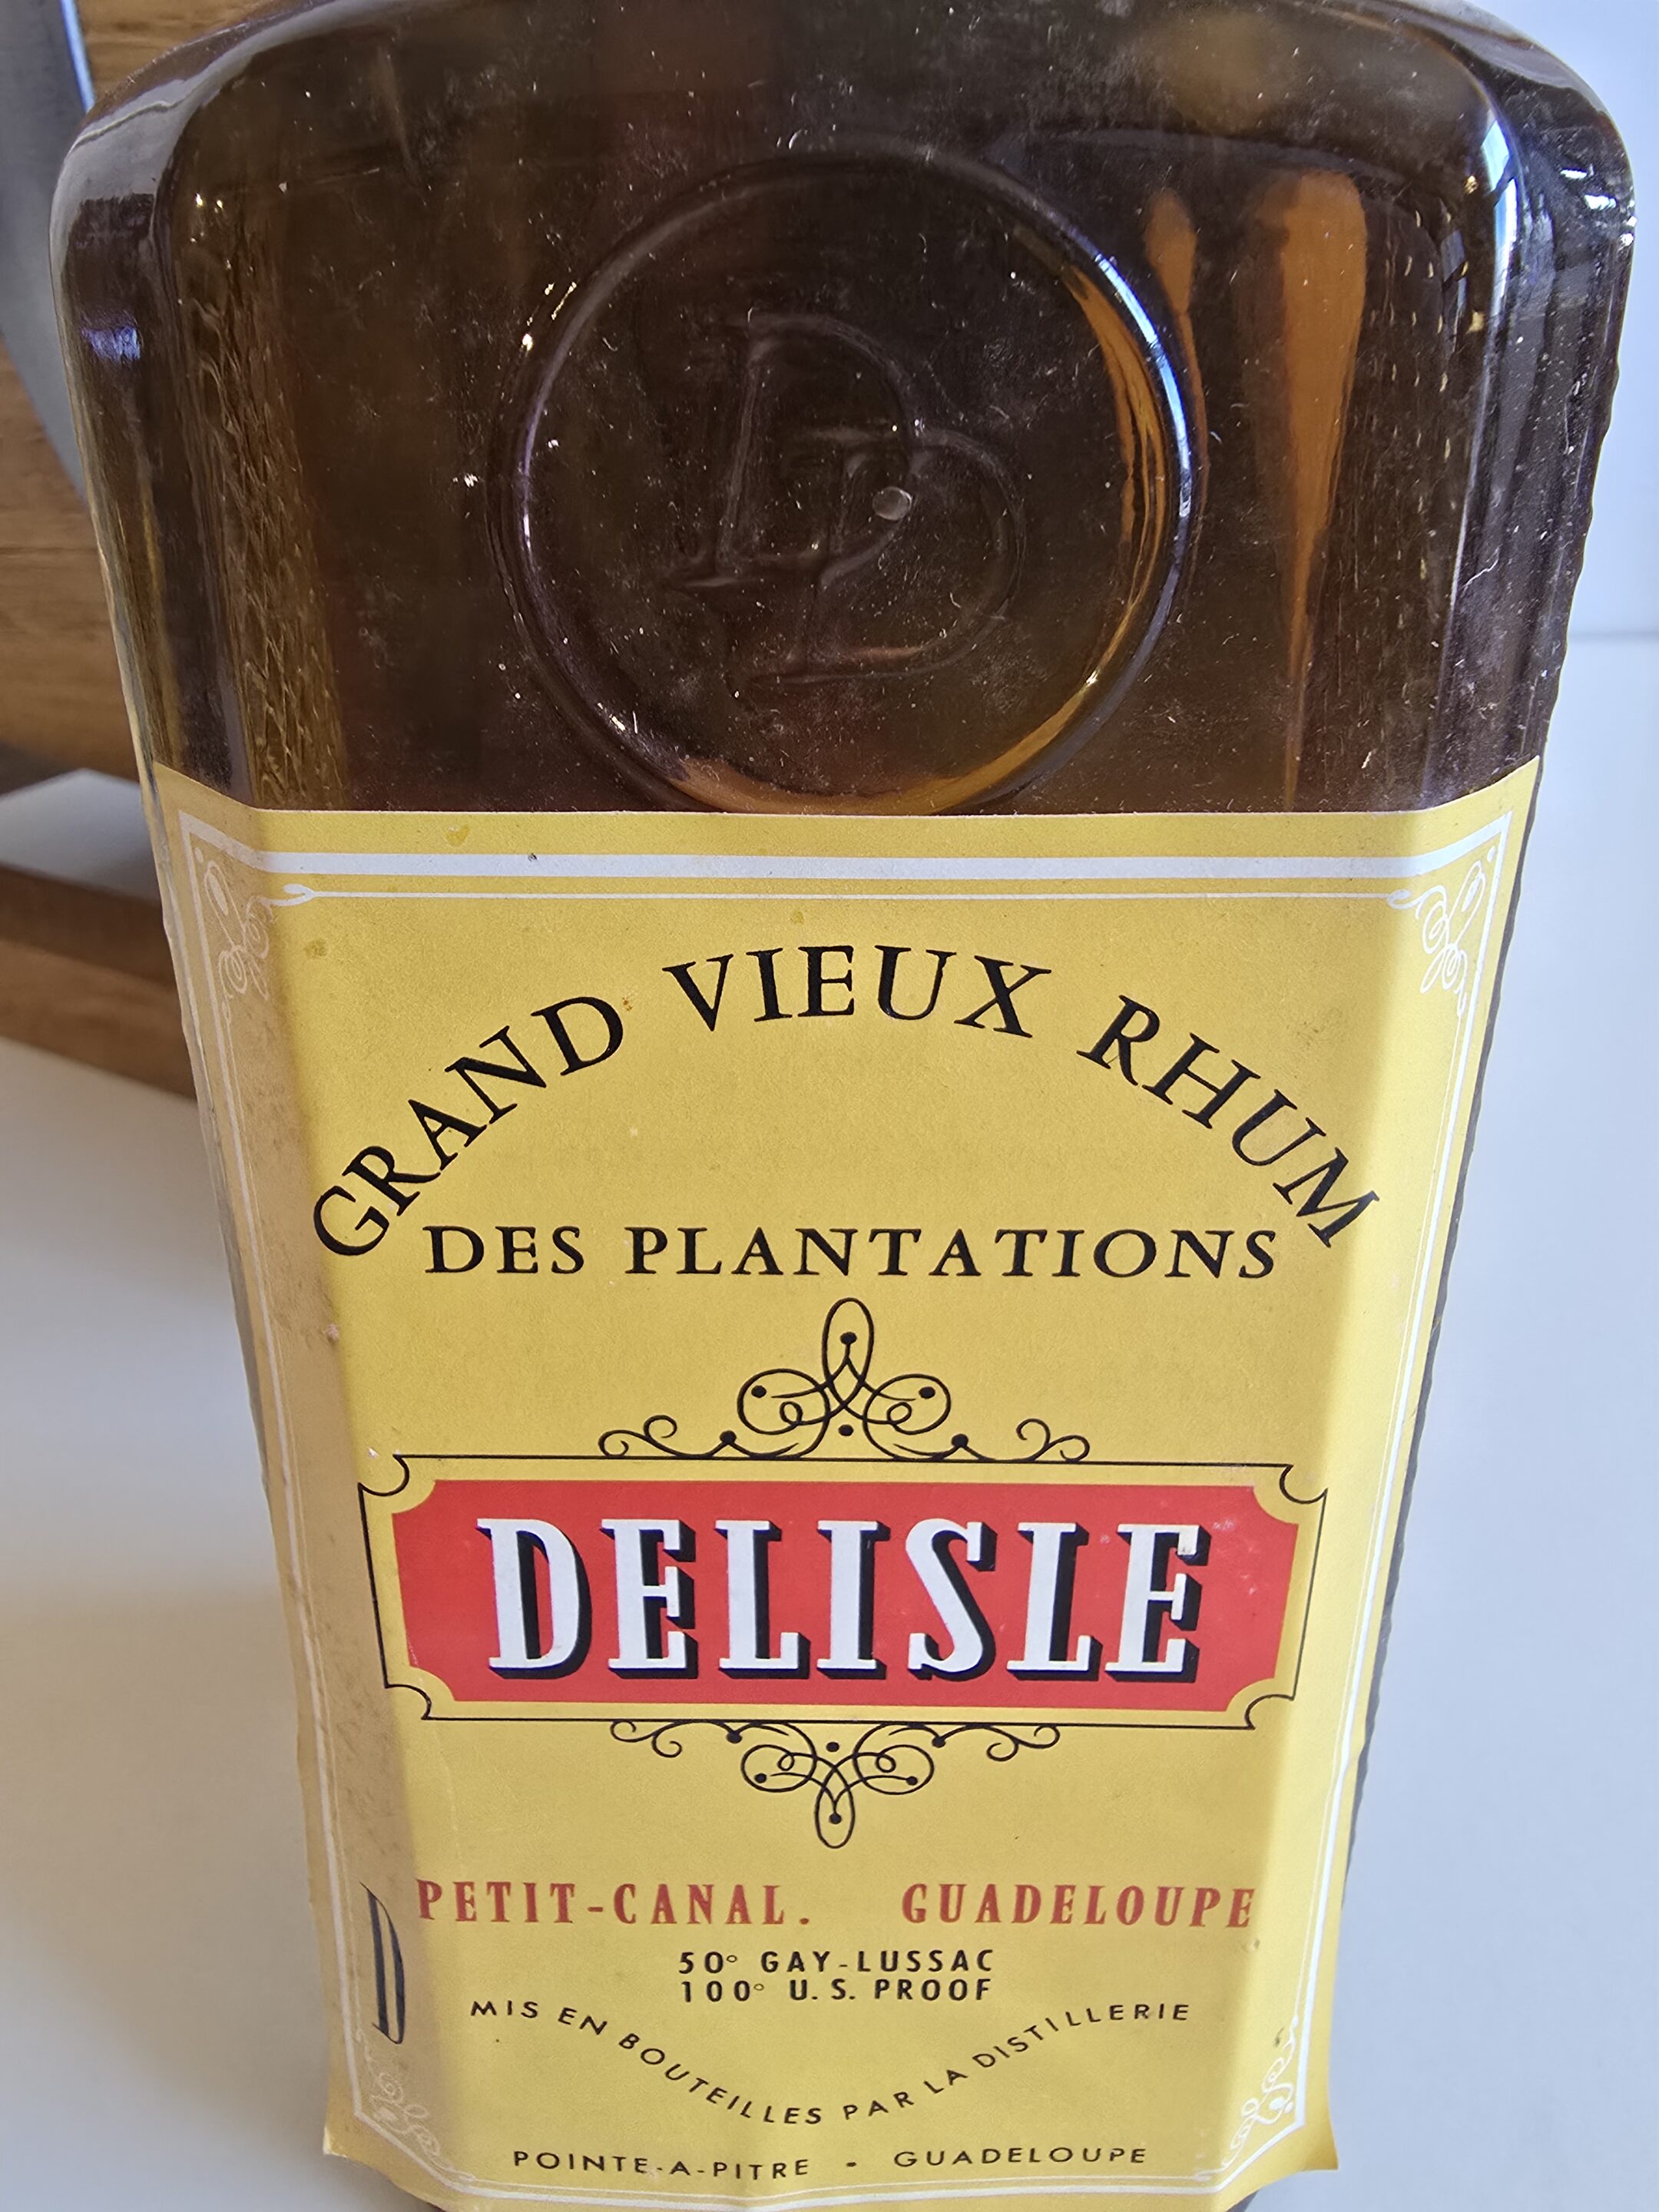 GRAND VIEUX RHUM
DES PLANTATIONS
DELISLE
PETIT-CANAL. GUADELOUPE
D
50° GAY-LUSSAC
100° U.S. PROOF
MIS EN BOUTEILLES PAR LA DISTILLERIE
POINTE-A-PITRE - GUADELOUPE